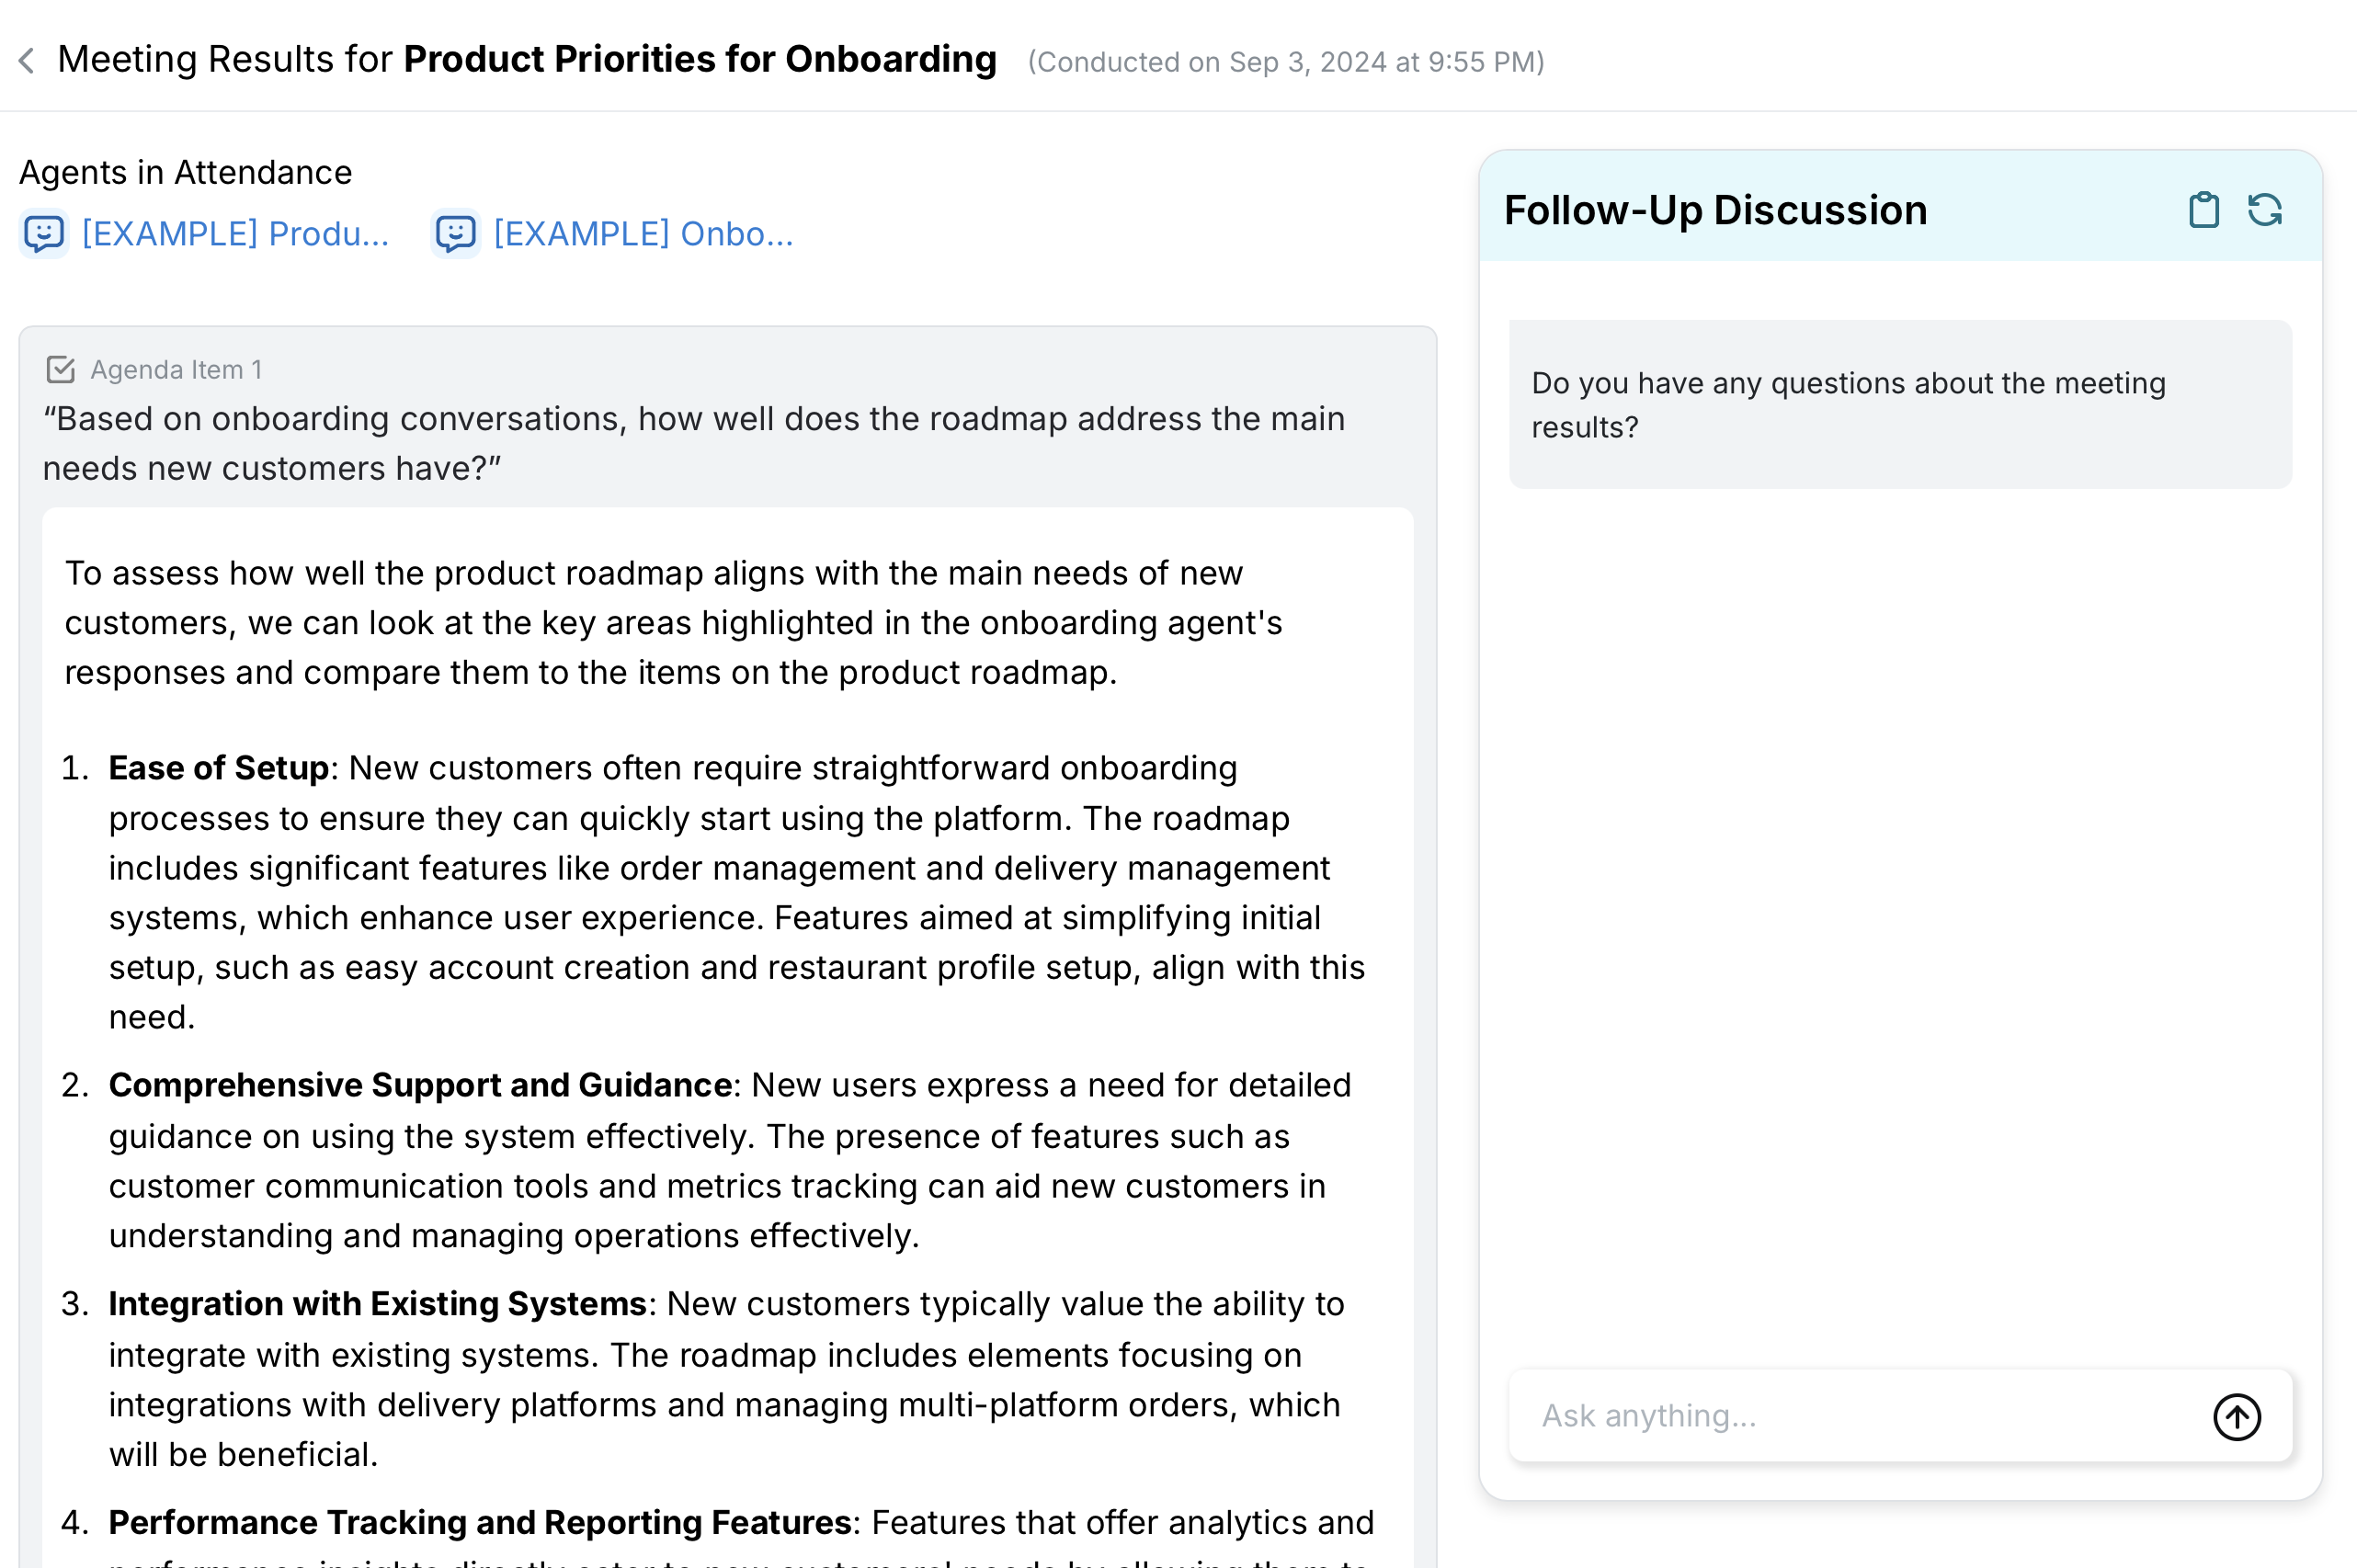 Meeting Results for Product Priorities for Onboarding (Conducted on Sep 3, 2024 at 9:55 PM)
Agents in Attendance
[EXAMPLE] Produ... [EXAMPLE] Onbo...
Agenda Item 1
“Based on onboarding conversations, how well does the roadmap address the main
needs new customers have?”
To assess how well the product roadmap aligns with the main needs of new
customers, we can look at the key areas highlighted in the onboarding agent's
responses and compare them to the items on the product roadmap.
1. Ease of Setup: New customers often require straightforward onboarding
processes to ensure they can quickly start using the platform. The roadmap
includes significant features like order management and delivery management
systems, which enhance user experience. Features aimed at simplifying initial
setup, such as easy account creation and restaurant profile setup, align with this
need.
2. Comprehensive Support and Guidance: New users express a need for detailed
guidance on using the system effectively. The presence of features such as
customer communication tools and metrics tracking can aid new customers in
understanding and managing operations effectively.
3. Integration with Existing Systems: New customers typically value the ability to
integrate with existing systems. The roadmap includes elements focusing on
integrations with delivery platforms and managing multi-platform orders, which
will be beneficial.
4. Performance Tracking and Reporting Features: Features that offer analytics and
Follow-Up Discussion
Do you have any questions about the meeting
results?
Ask anything...